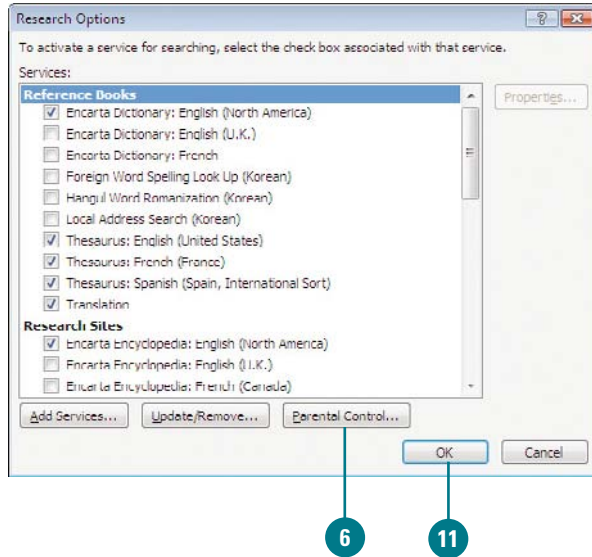 Research Options
To activate a service for searching, select the check box associated with that service.
Services:
Reference Books
Properties...
Encarta Dictionary: English (North America)
Encarta Dictionary: English (U.K.)
Encarta Dictionary: French
Foreign Word Spelling Look Up (Korean)
Hangul Word Romanization (Korean)
Local Address Search (Korean)
Thesaurus: English (United States)
Thesaurus: French (France)
Thesaurus: Spanish (Spain, International Sort)
Translation
Research Sites
Encarta Encyclopedia: English (North America)
Encarta Encyclopedia: English (U.K.)
Encarta Encyclopedia: French (Canada)
Add Services... Update/Remove... Parental Control...
OK Cancel
6 11